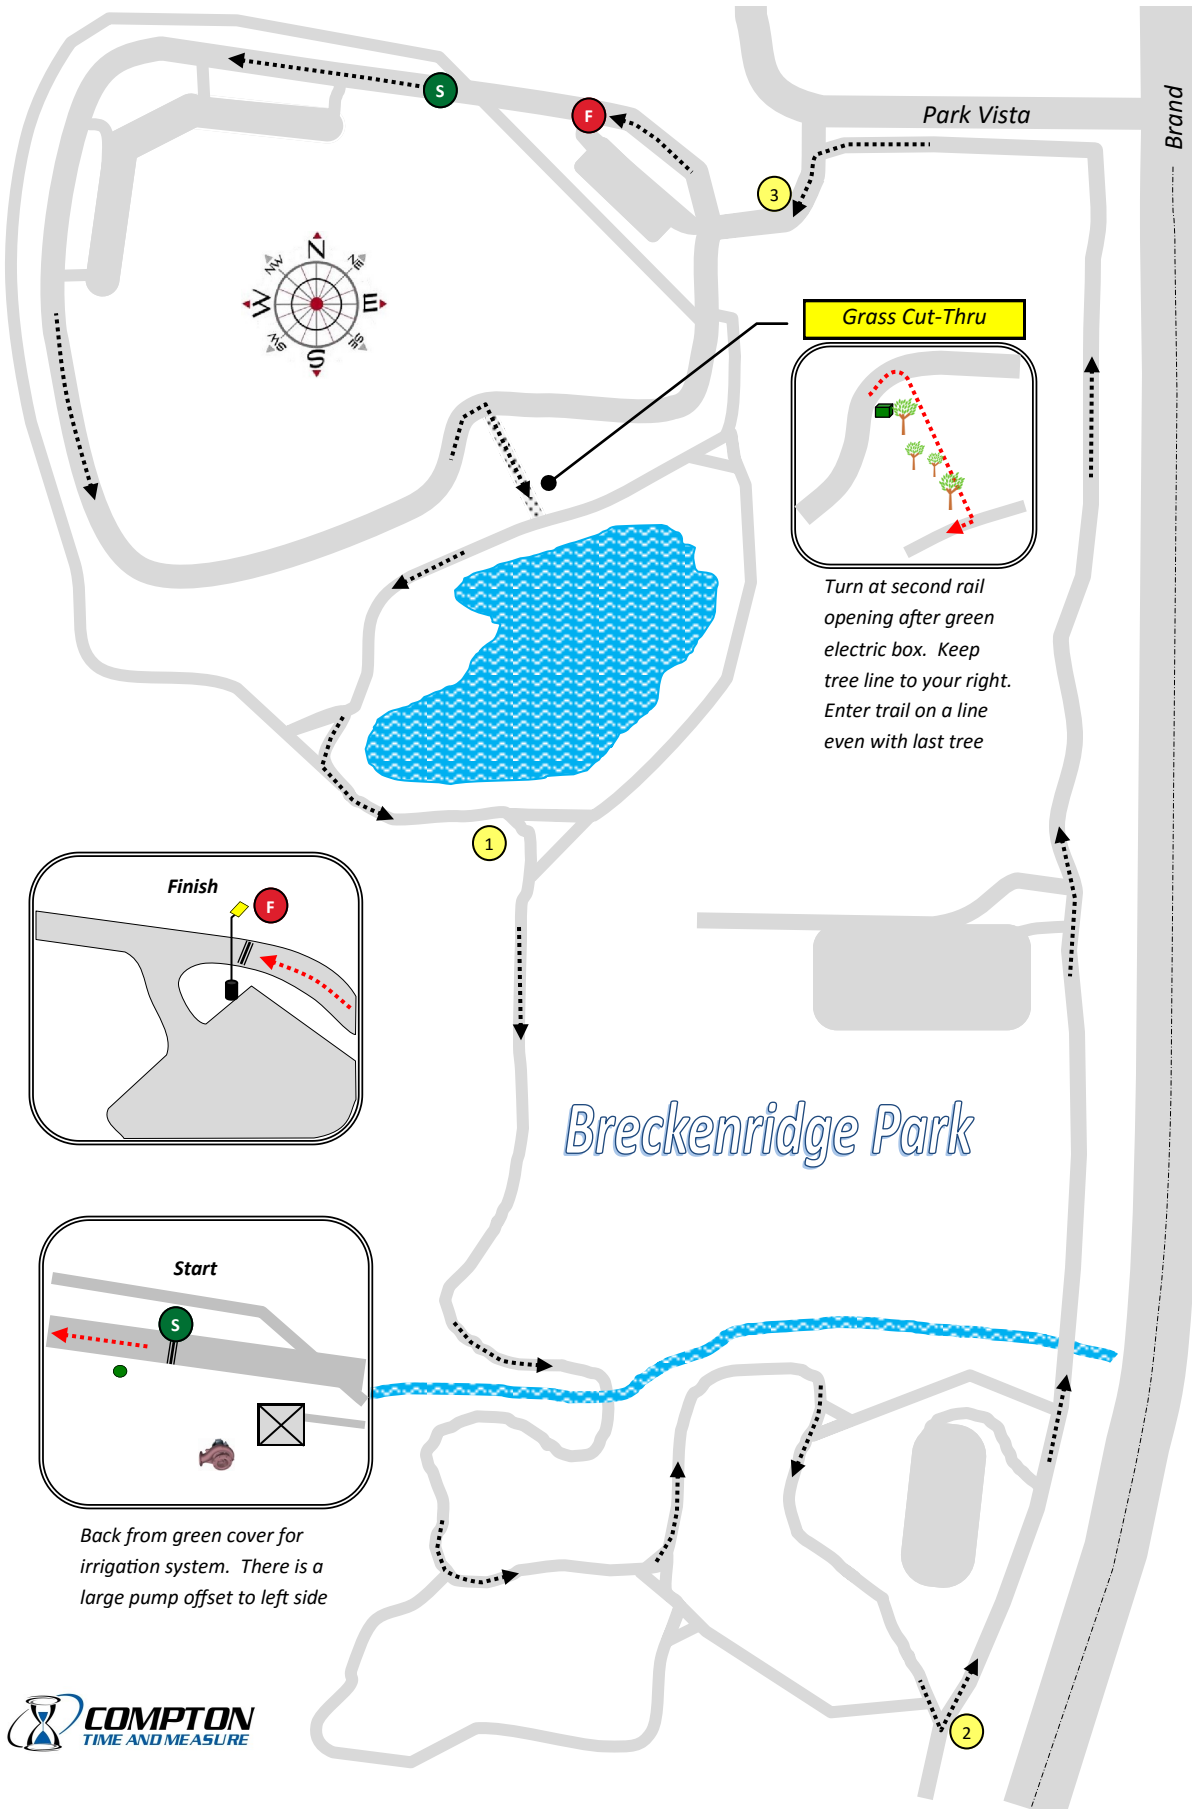 S
F
Park Vista
Brand
3
N
NE
E
SE
S
SW
W
NW
Grass Cut-Thru
Turn at second rail
opening after green
electric box.  Keep
tree line to your right.
Enter trail on a line
even with last tree
1
Finish
F
Breckenridge Park
Start
S
Back from green cover for
irrigation system.  There is a
large pump offset to left side
2
COMPTON
TIME AND MEASURE